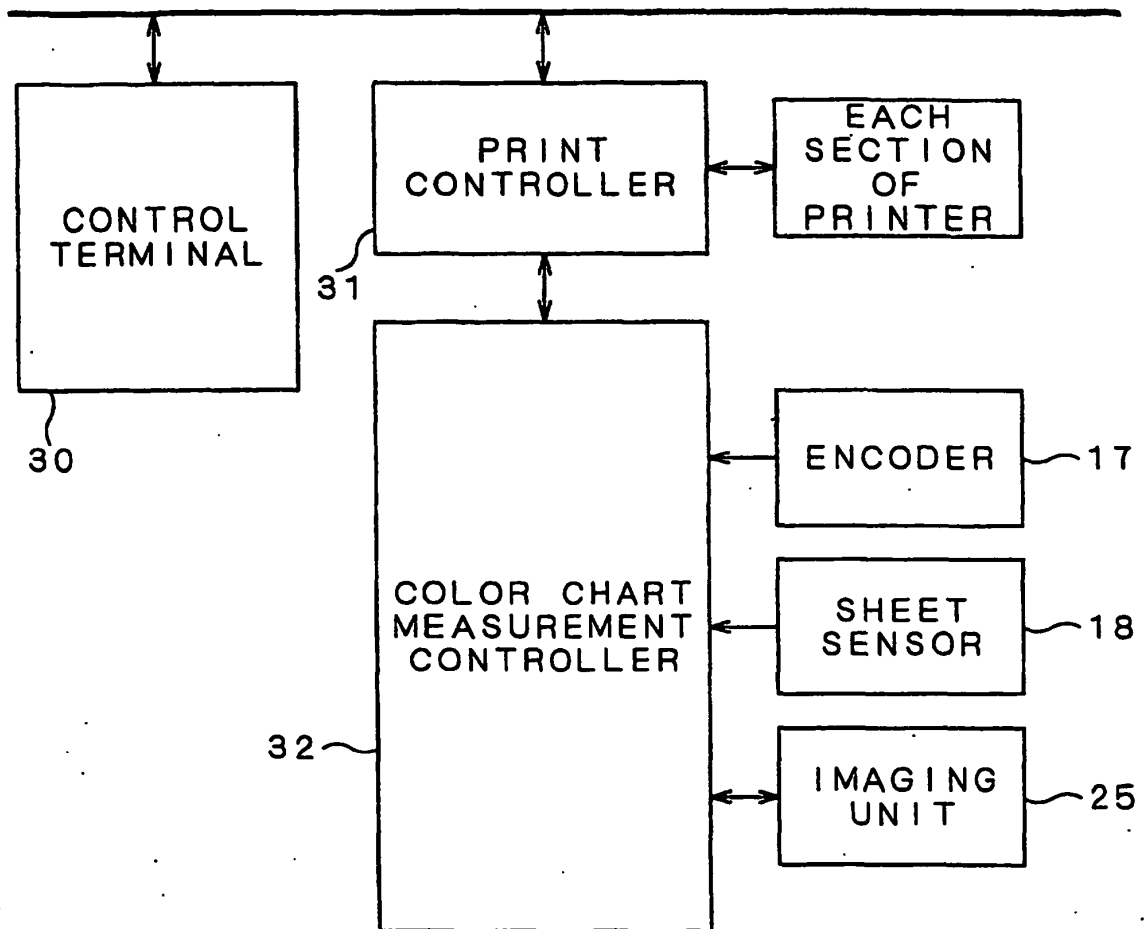 CONTROL
TERMINAL
30
PRINT
CONTROLLER
31
EACH
SECTION
OF
PRINTER
COLOR CHART
MEASUREMENT
CONTROLLER
32
ENCODER
17
SHEET
SENSOR
18
IMAGING
UNIT
25